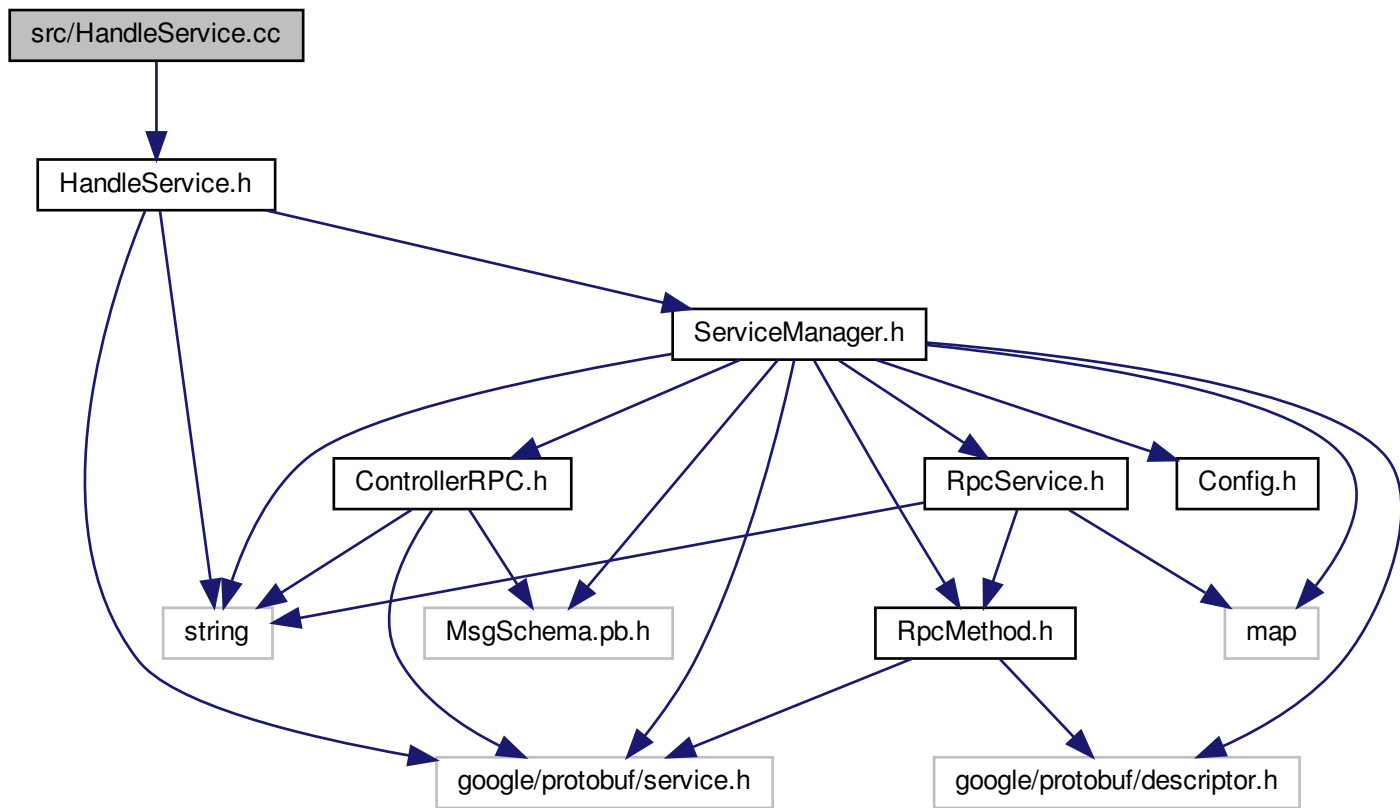 src/HandleService.cc
HandleService.h
ServiceManager.h
ControllerRPC.h
RpcService.h
Config.h
string
MsgSchema.pb.h
RpcMethod.h
map
google/protobuf/service.h
google/protobuf/descriptor.h